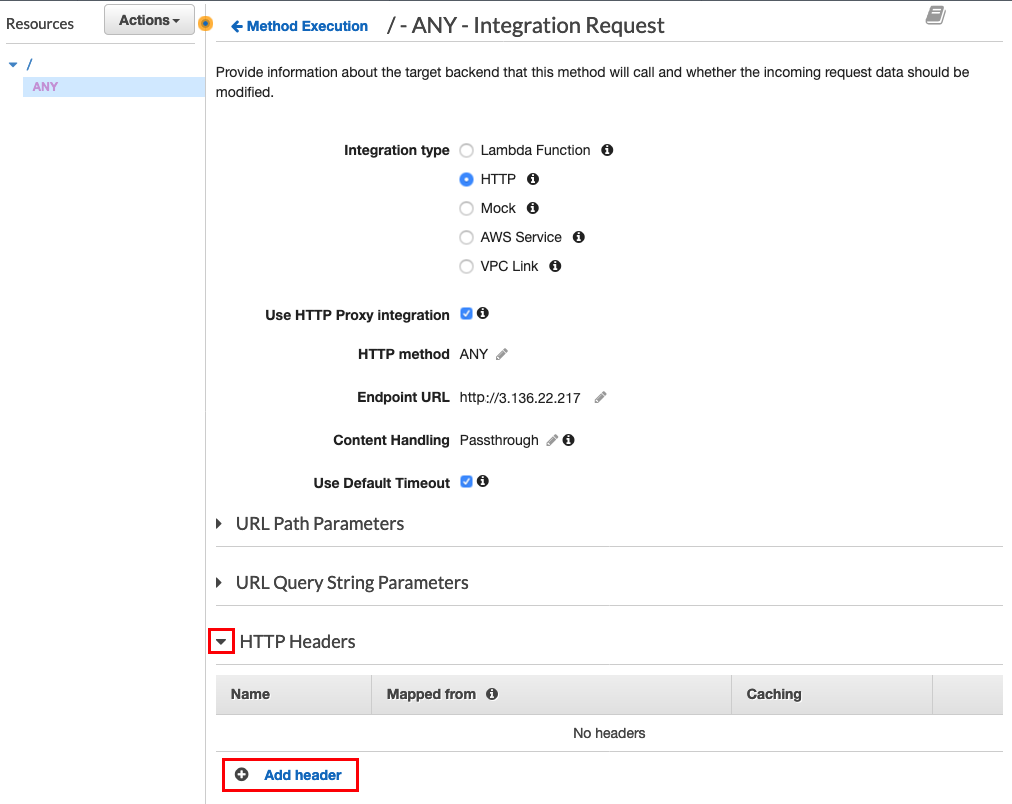 Resources
Actions
Method Execution
/ - ANY - Integration Request
/
ANY
Provide information about the target backend that this method will call and whether the incoming request data should be
modified.
Integration type
Lambda Function
HTTP
Mock
AWS Service
VPC Link
Use HTTP Proxy integration
HTTP method ANY
Endpoint URL http://3.136.22.217
Content Handling Passthrough
Use Default Timeout
URL Path Parameters
URL Query String Parameters
HTTP Headers
Name Mapped from Caching
No headers
Add header